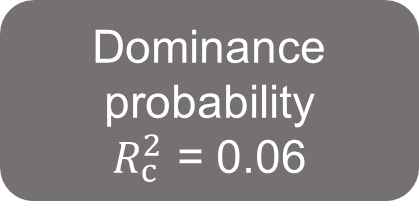 Dominance
probability
R²c = 0.06